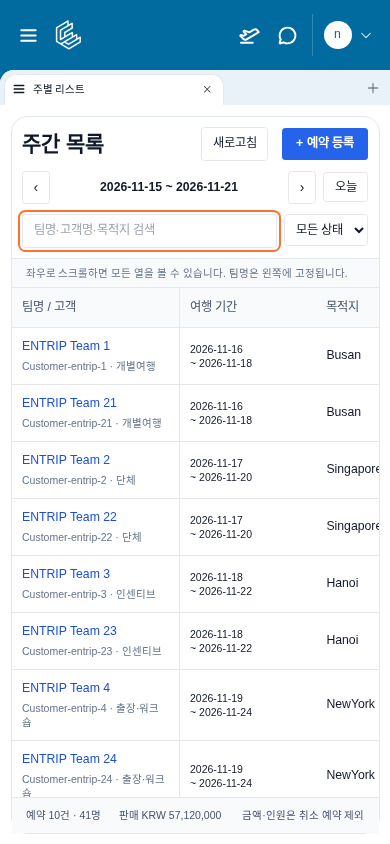 n
주별 리스트
주간 목록
새로고침
+ 예약 등록
‹
2026-11-15 ~ 2026-11-21
›
오늘
팀명·고객명·목적지 검색
모든 상태
좌우로 스크롤하면 모든 열을 볼 수 있습니다. 팀명은 왼쪽에 고정됩니다.
팀명 / 고객 여행 기간 목적지
ENTRIP Team 1
Customer-entrip-1 · 개별여행
2026-11-16
~ 2026-11-18
Busan
ENTRIP Team 21
Customer-entrip-21 · 개별여행
2026-11-16
~ 2026-11-18
Busan
ENTRIP Team 2
Customer-entrip-2 · 단체
2026-11-17
~ 2026-11-20
Singapore
ENTRIP Team 22
Customer-entrip-22 · 단체
2026-11-17
~ 2026-11-20
Singapore
ENTRIP Team 3
Customer-entrip-3 · 인센티브
2026-11-18
~ 2026-11-22
Hanoi
ENTRIP Team 23
Customer-entrip-23 · 인센티브
2026-11-18
~ 2026-11-22
Hanoi
ENTRIP Team 4
Customer-entrip-4 · 출장·워크
숍
2026-11-19
~ 2026-11-24
NewYork
ENTRIP Team 24
Customer-entrip-24 · 출장·워크
숍
2026-11-19
~ 2026-11-24
NewYork
예약 10건 · 41명 판매 KRW 57,120,000 금액·인원은 취소 예약 제외